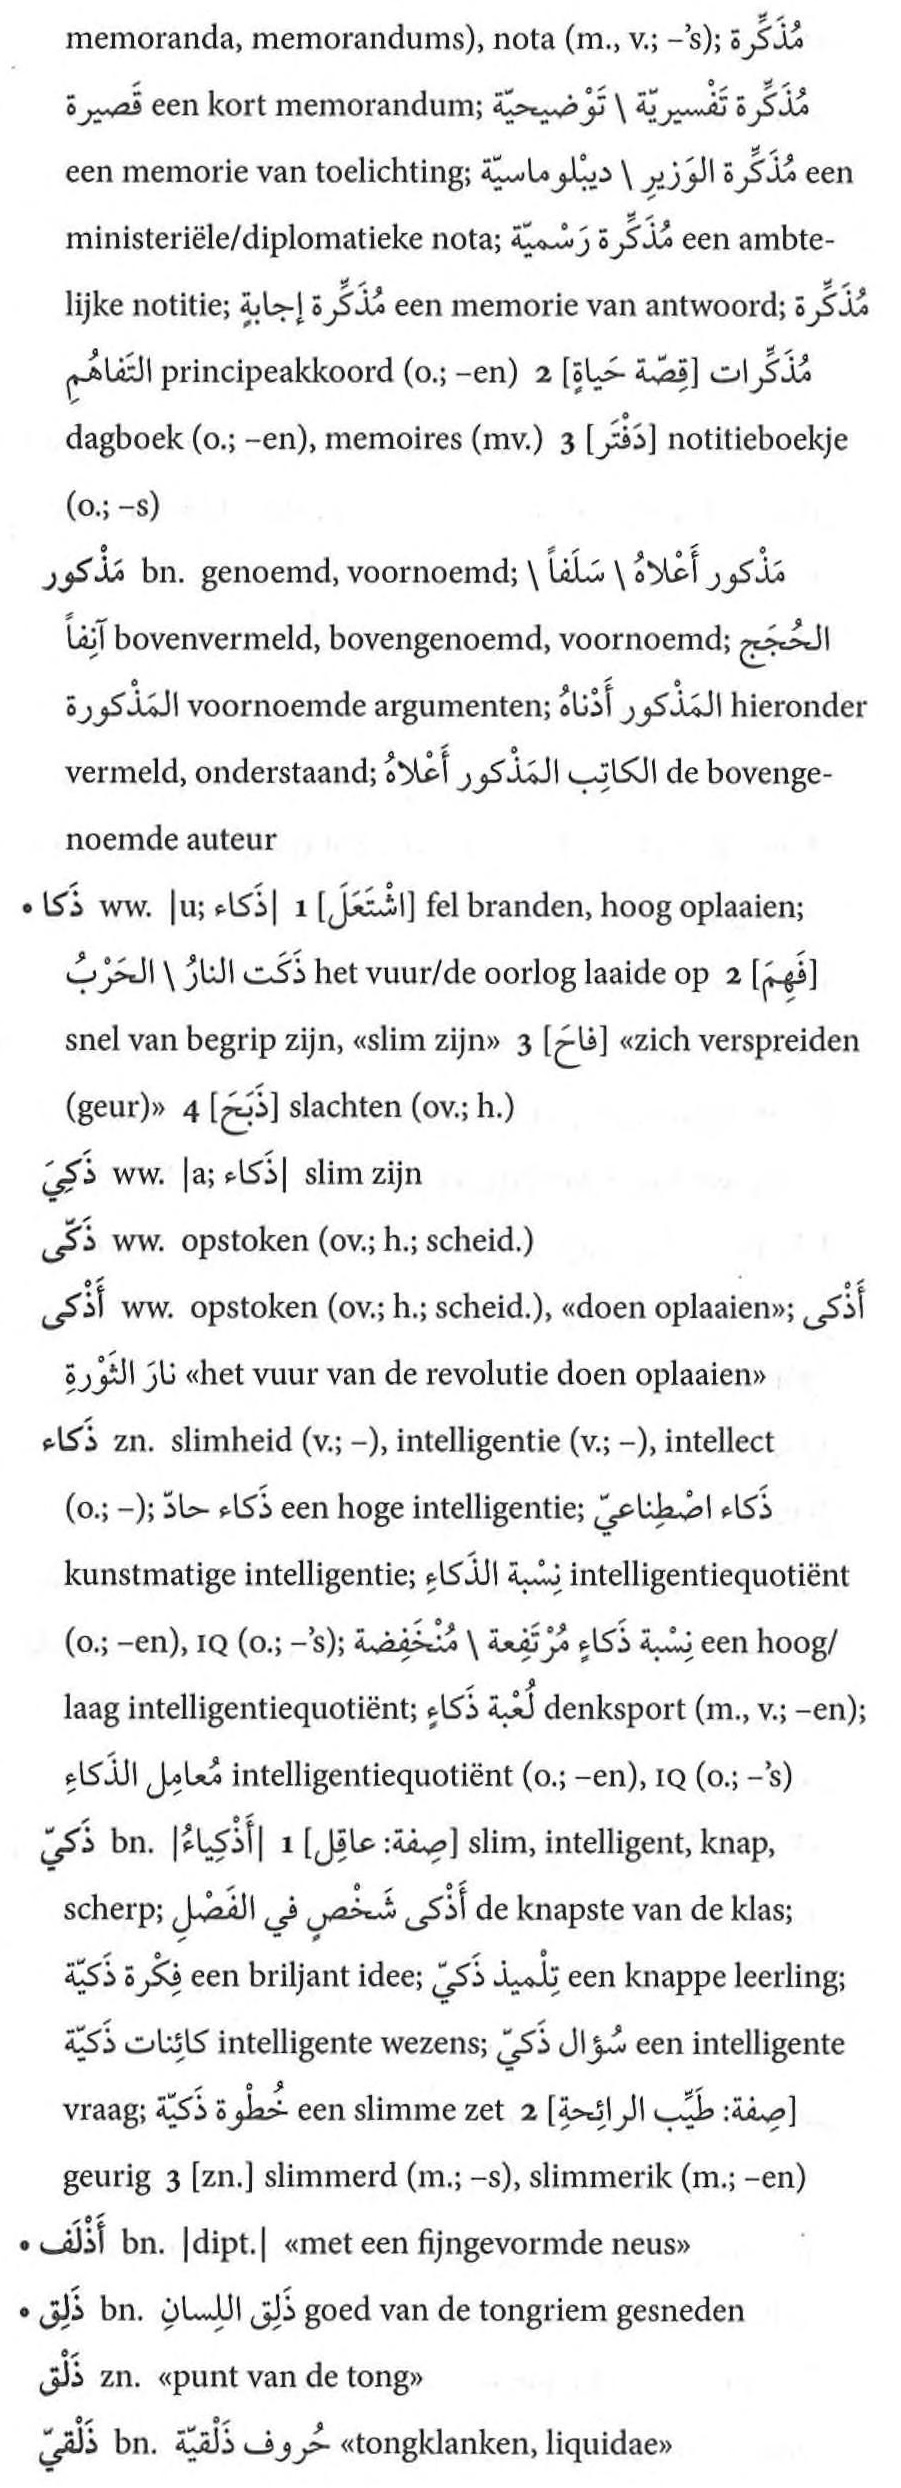 memoranda, memorandums), nota (m., v.; –’s); مُذَكِّرة
قَصيرة een kort memorandum; مُذَكِّرة تَفْسيريّة \ تَوْضيحيّة
een memorie van toelichting; مُذَكِّرة الوَزيرِ \ ديبْلوماسيّة een
ministeriële/diplomatieke nota; مُذَكِّرة رَسْميّة een ambte-
lijke notitie; مُذَكِّرة إجابةٍ een memorie van antwoord; مُذَكِّرة
التَفاهُمِ principeakkoord (o.; –en) 2 [قِصّة حَياةٍ] مُذَكِّرات
dagboek (o.; –en), memoires (mv.) 3 [دَفْتَر] notitieboekje
(o.; –s)
مَذْكور bn. genoemd, voornoemd; مَذْكور أَعْلاهُ \ سَلَفاً \
آنِفاً bovenvermeld, bovengenoemd, voornoemd; الحُجَج
المَذْكورة voornoemde argumenten; المَذْكور أَدْناهُ hieronder
vermeld, onderstaand; الكاتِب المَذْكور أَعْلاهُ de bovenge-
noemde auteur
• ذَكا ww. |u; ذَكاء| 1 [اشْتَعَلَ] fel branden, hoog oplaaien;
ذَكَت النارُ \ الحَرْبُ het vuur/de oorlog laaide op 2 [فَهِمَ]
snel van begrip zijn, «slim zijn» 3 [فاحَ] «zich verspreiden
(geur)» 4 [ذَبَحَ] slachten (ov.; h.)
ذَكِيَ ww. |a; ذَكاء| slim zijn
ذَكّى ww. opstoken (ov.; h.; scheid.)
أَذْكى ww. opstoken (ov.; h.; scheid.), «doen oplaaien»; أَذْكى
نارَ الثَوْرةِ «het vuur van de revolutie doen oplaaien»
ذَكاء zn. slimheid (v.; –), intelligentie (v.; –), intellect
(o.; –); ذَكاء حادّ een hoge intelligentie; ذَكاء اصْطِناعيّ
kunstmatige intelligentie; نِسْبة الذَكاءِ intelligentiequotiënt
(o.; –en), IQ (o.; –’s); نِسْبة ذَكاءٍ مُرْتَفِعة \ مُنْخَفِضة een hoog/
laag intelligentiequotiënt; لُعْبة ذَكاءٍ denksport (m., v.; –en);
مُعامِل الذَكاءِ intelligentiequotiënt (o.; –en), IQ (o.; –’s)
ذَكيّ bn. |أَذْكِياءُ| 1 [صِفة: عاقِل] slim, intelligent, knap,
scherp; أَذْكى شَخْصٍ في الفَصْلِ de knapste van de klas;
فِكْرة ذَكيّة een briljant idee; تِلْميذ ذَكيّ een knappe leerling;
كائِنات ذَكيّة intelligente wezens; سُؤال ذَكيّ een intelligente
vraag; خُطْوة ذَكيّة een slimme zet 2 [صِفة: طَيِّب الرائِحةِ]
geurig 3 [zn.] slimmerd (m.; –s), slimmerik (m.; –en)
• أَذْلَف bn. |dipt.| «met een fijngevormde neus»
• ذَلِق bn. ذَلِق اللِسانِ goed van de tongriem gesneden
ذَلْق zn. «punt van de tong»
ذَلْقيّ bn. حُروف ذَلْقيّة «tongklanken, liquidae»